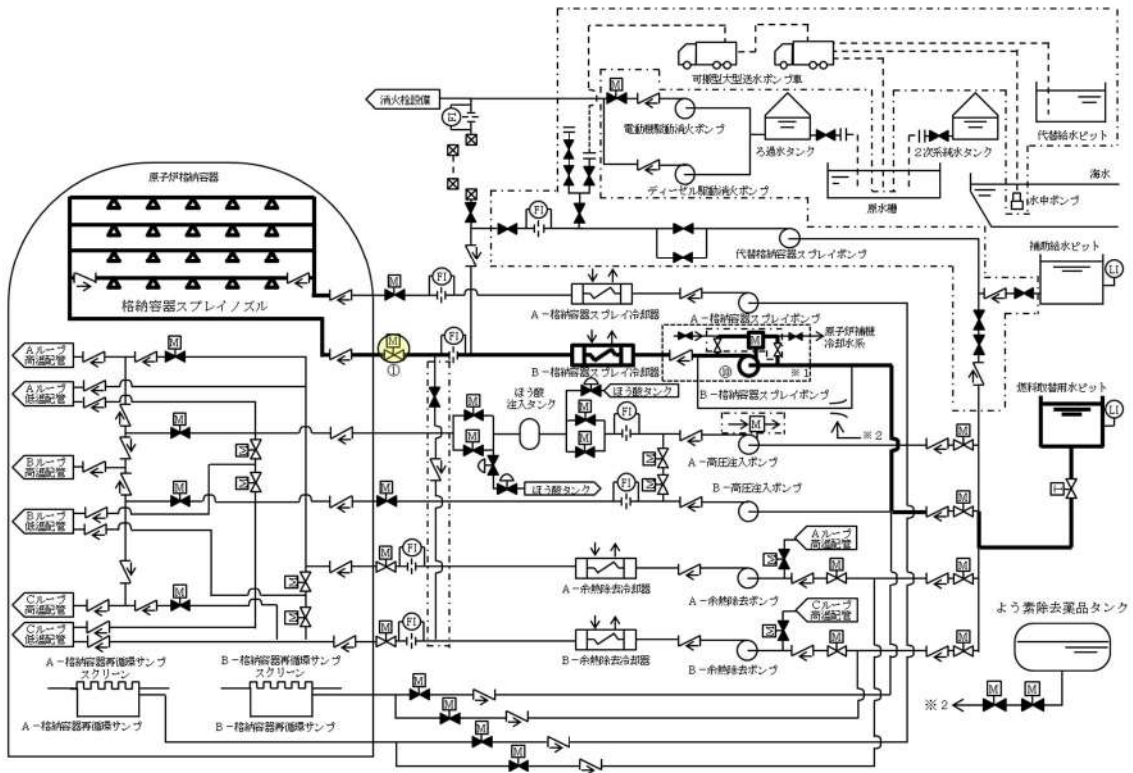 可搬型大型送水ポンプ車
消火栓設備
M
FI
電動機駆動消火ポンプ
ろ過水タンク
2次系純水タンク
代替給水ピット
海水
ディーゼル駆動消火ポンプ
原水槽
水中ポンプ
原子炉格納容器
FI
代替格納容器スプレイポンプ
補助給水ピット
LI
格納容器スプレイノズル
M
FI
A-格納容器スプレイ冷却器
A-格納容器スプレイポンプ
原子炉補機
冷却水系
M
①
FI
B-格納容器スプレイ冷却器
⑩
M
※1
B-格納容器スプレイポンプ
燃料取替用水ピット
LI
Aループ
高温配管
M
Aループ
低温配管
ほう酸
注入タンク
ほう酸タンク
M
M
M
M
FI
M
M
※2
A-高圧注入ポンプ
M
Bループ
高温配管
M
M
ほう酸タンク
M
M
FI
B-高圧注入ポンプ
M
M
Bループ
低温配管
M
M
FI
A-余熱除去冷却器
M
Aループ
高温配管
M
A-余熱除去ポンプ
M
Cループ
高温配管
M
M
Cループ
低温配管
M
FI
B-余熱除去冷却器
M
Cループ
高温配管
M
B-余熱除去ポンプ
M
よう素除去薬品タンク
A-格納容器再循環サンプ
スクリーン
B-格納容器再循環サンプ
スクリーン
A-格納容器再循環サンプ
B-格納容器再循環サンプ
M
M
M
M
※2
M
M